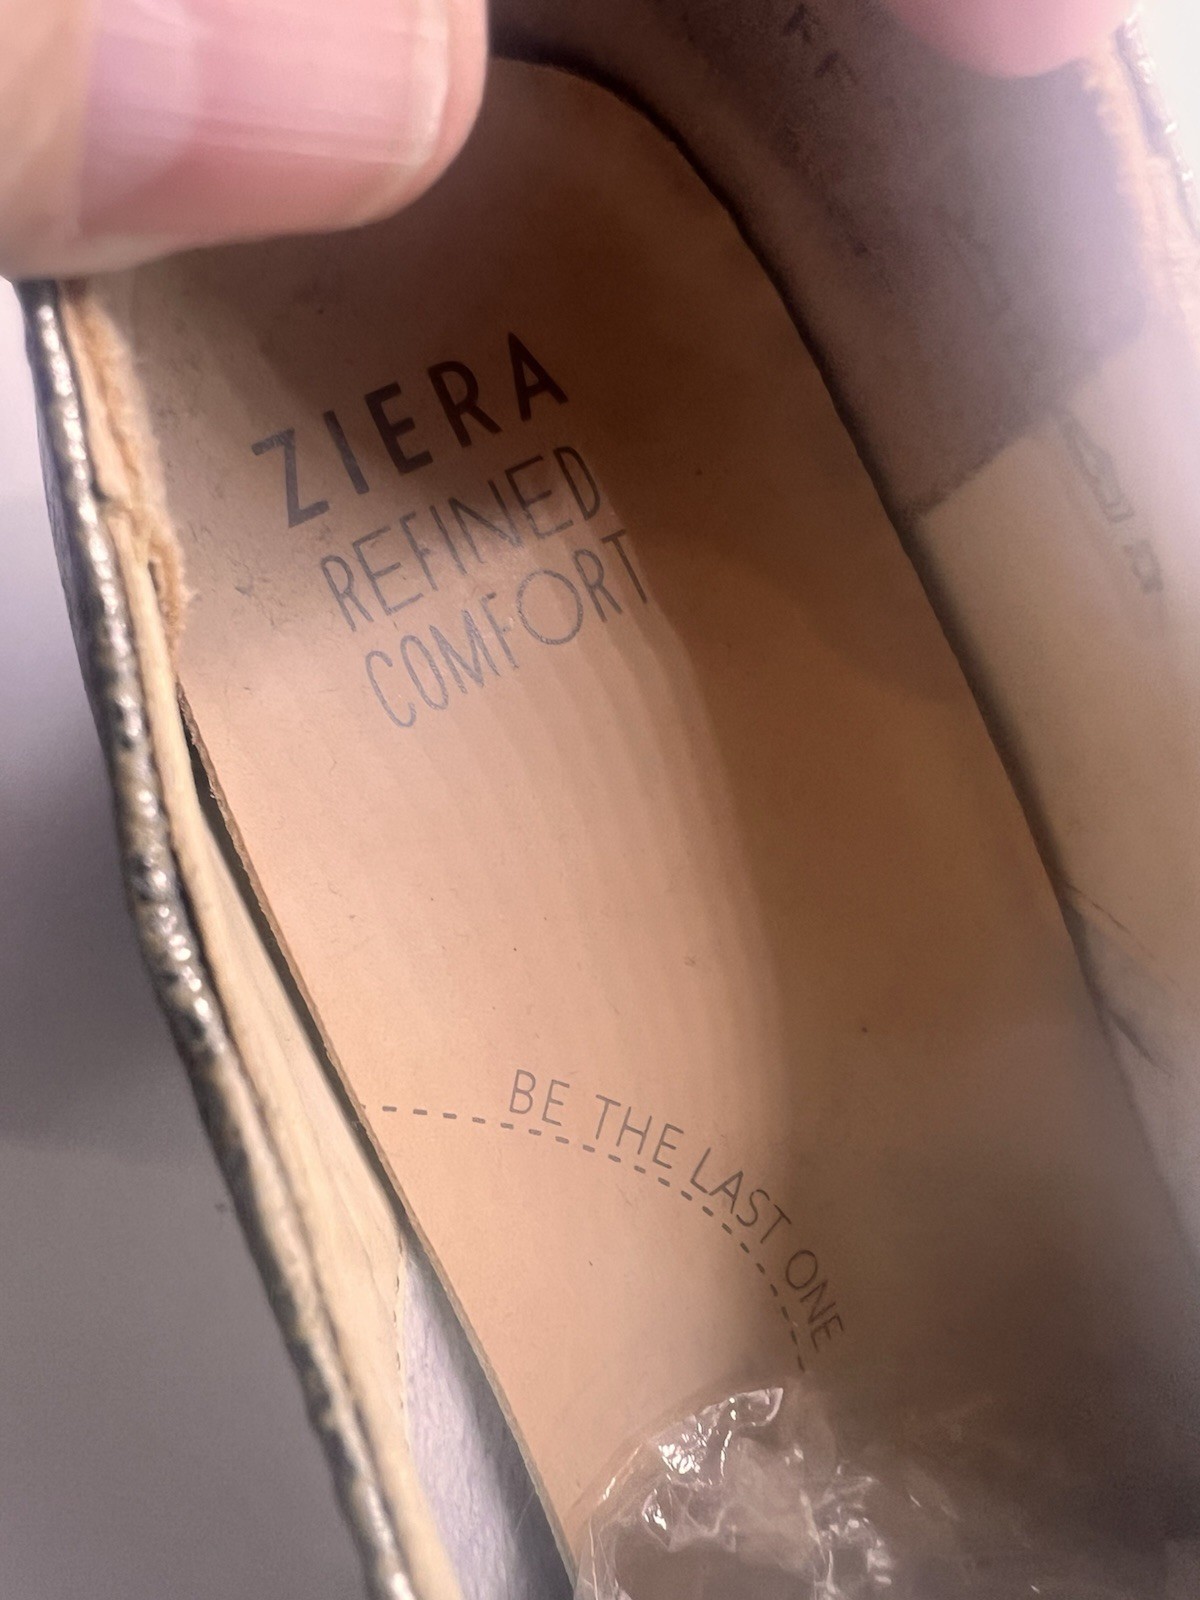 ZIERA
REFINED
COMFORT
BE THE LAST ONE